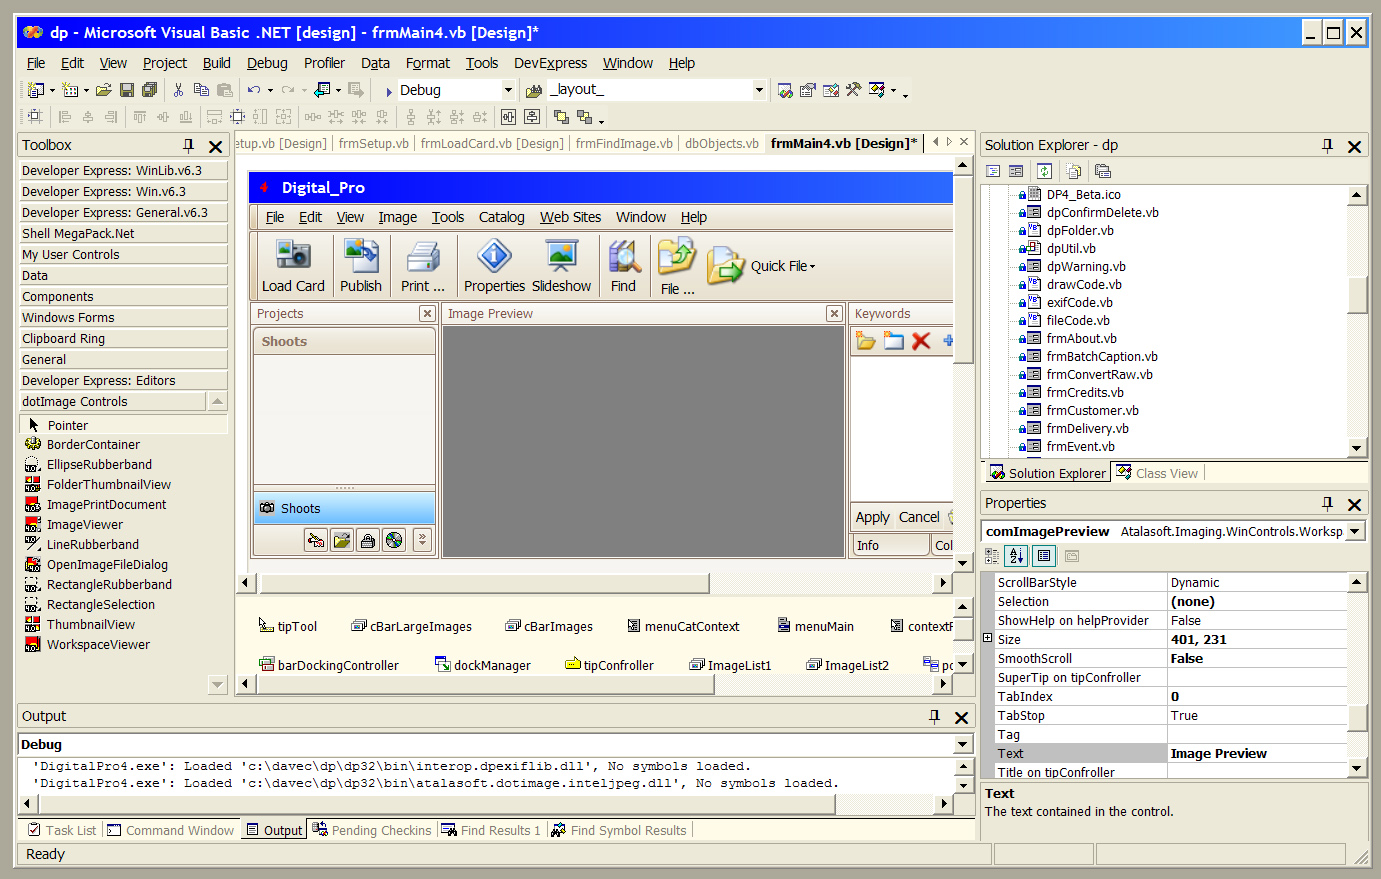 dp - Microsoft Visual Basic .NET [design] - frmMain4.vb [Design]*
File Edit View Project Build Debug Profiler Data Format Tools DevExpress Window Help
Debug _layout_
Toolbox
Developer Express: WinLib.v6.3
Developer Express: Win.v6.3
Developer Express: General.v6.3
Shell MegaPack.Net
My User Controls
Data
Components
Windows Forms
Clipboard Ring
General
Developer Express: Editors
dotImage Controls
Pointer
BorderContainer
EllipseRubberband
FolderThumbnailView
ImagePrintDocument
ImageViewer
LineRubberband
OpenImageFileDialog
RectangleRubberband
RectangleSelection
ThumbnailView
WorkspaceViewer
etup.vb [Design] frmSetup.vb frmLoadCard.vb [Design] frmFindImage.vb dbObjects.vb frmMain4.vb [Design]*
Digital_Pro
File Edit View Image Tools Catalog Web Sites Window Help
Load Card Publish Print ... Properties Slideshow Find File ... Quick File
Projects Image Preview Keywords
Shoots
Shoots
Apply Cancel
Info Col
tipTool cBarLargeImages cBarImages menuCatContext menuMain contextF
barDockingController dockManager tipConfroller ImageList1 ImageList2 po
Solution Explorer - dp
DP4_Beta.ico
dpConfirmDelete.vb
dpFolder.vb
dpUtil.vb
dpWarning.vb
drawCode.vb
exifCode.vb
fileCode.vb
frmAbout.vb
frmBatchCaption.vb
frmConvertRaw.vb
frmCredits.vb
frmCustomer.vb
frmDelivery.vb
frmEvent.vb
Solution Explorer Class View
Properties
comImagePreview Atalasoft.Imaging.WinControls.Worksp
ScrollBarStyle Dynamic
Selection (none)
ShowHelp on helpProvider False
Size 401, 231
SmoothScroll False
SuperTip on tipConfroller
TabIndex 0
TabStop True
Tag
Text Image Preview
Title on tipConfroller
Text
The text contained in the control.
Output
Debug
'DigitalPro4.exe': Loaded 'c:\davec\dp\dp32\bin\interop.dpexiflib.dll', No symbols loaded.
'DigitalPro4.exe': Loaded 'c:\davec\dp\dp32\bin\atalasoft.dotimage.inteljpeg.dll', No symbols loaded.
Task List Command Window Output Pending Checkins Find Results 1 Find Symbol Results
Ready